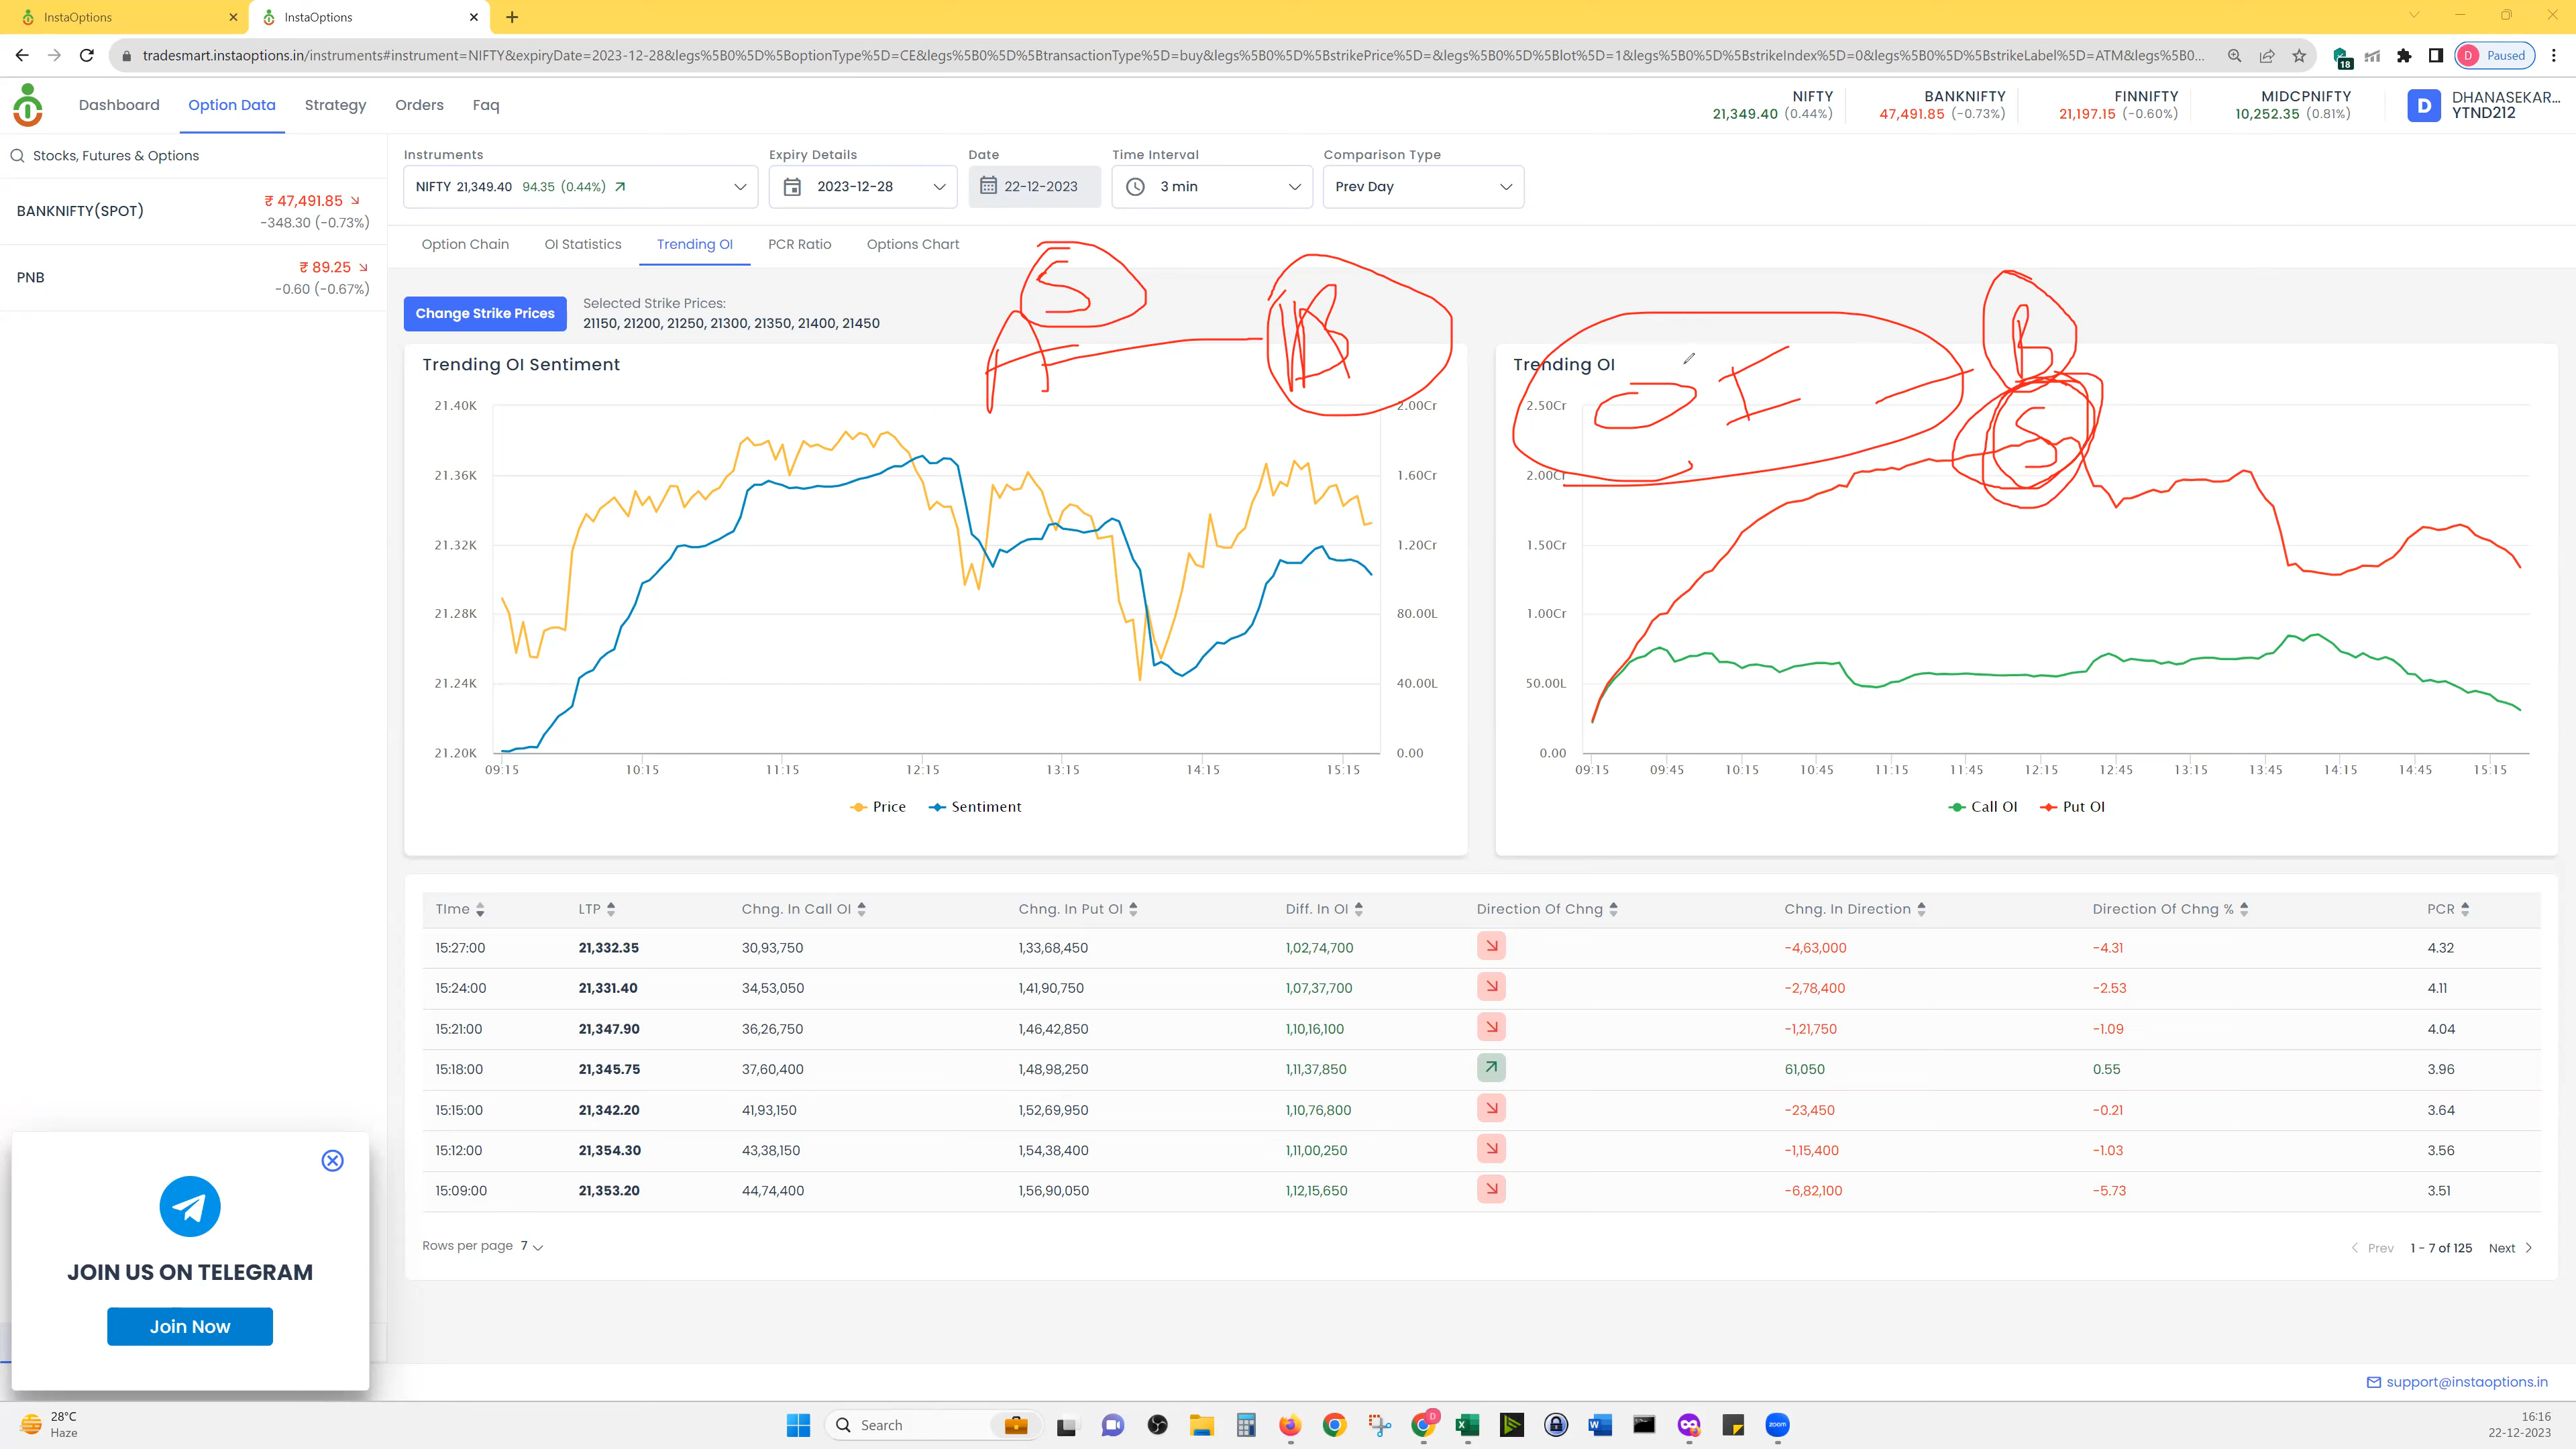 InstaOptions
InstaOptions
tradesmart.instaoptions.in/instruments#instrument=NIFTY&expiryDate=2023-12-28&legs%5B0%5D%5BoptionType%5D=CE&legs%5B0%5D%5BtransactionType%5D=buy&legs%5B0%5D%5BstrikePrice%5D=&legs%5B0%5D%5Blot%5D=1&legs%5B0%5D%5BstrikeIndex%5D=0&legs%5B0%5D%5BstrikeLabel%5D=ATM&legs%5B0...
18
D Paused
Dashboard Option Data Strategy Orders Faq
NIFTY
21,349.40 (0.44%)
BANKNIFTY
47,491.85 (-0.73%)
FINNIFTY
21,197.15 (-0.60%)
MIDCPNIFTY
10,252.35 (0.81%)
D
DHANASEKAR...
YTND212
Stocks, Futures & Options
BANKNIFTY(SPOT)
₹ 47,491.85
-348.30 (-0.73%)
PNB
₹ 89.25
-0.60 (-0.67%)
Instruments Expiry Details Date Time Interval Comparison Type
NIFTY 21,349.40 94.35 (0.44%) 2023-12-28 22-12-2023 3 min Prev Day
Option Chain OI Statistics Trending OI PCR Ratio Options Chart
Change Strike Prices
Selected Strike Prices:
21150, 21200, 21250, 21300, 21350, 21400, 21450
S
A
B
OI
B
S
Trending OI Sentiment
21.40K
21.36K
21.32K
21.28K
21.24K
21.20K
2.00Cr
1.60Cr
1.20Cr
80.00L
40.00L
0.00
09:15 10:15 11:15 12:15 13:15 14:15 15:15
Price Sentiment
Trending OI
2.50Cr
2.00Cr
1.50Cr
1.00Cr
50.00L
0.00
09:15 09:45 10:15 10:45 11:15 11:45 12:15 12:45 13:15 13:45 14:15 14:45 15:15
Call OI Put OI
TIme LTP Chng. In Call OI Chng. In Put OI Diff. In OI Direction Of Chng Chng. In Direction Direction Of Chng % PCR
15:27:00 21,332.35 30,93,750 1,33,68,450 1,02,74,700 -4,63,000 -4.31 4.32
15:24:00 21,331.40 34,53,050 1,41,90,750 1,07,37,700 -2,78,400 -2.53 4.11
15:21:00 21,347.90 36,26,750 1,46,42,850 1,10,16,100 -1,21,750 -1.09 4.04
15:18:00 21,345.75 37,60,400 1,48,98,250 1,11,37,850 61,050 0.55 3.96
15:15:00 21,342.20 41,93,150 1,52,69,950 1,10,76,800 -23,450 -0.21 3.64
15:12:00 21,354.30 43,38,150 1,54,38,400 1,11,00,250 -1,15,400 -1.03 3.56
15:09:00 21,353.20 44,74,400 1,56,90,050 1,12,15,650 -6,82,100 -5.73 3.51
Rows per page 7
Prev 1 - 7 of 125 Next
JOIN US ON TELEGRAM
Join Now
support@instaoptions.in
28°C
Haze
Search
D
zoom
16:16
22-12-2023